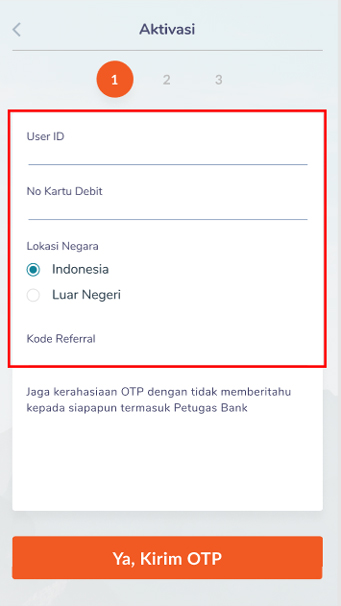 Aktivasi
1 2 3
User ID
No Kartu Debit
Lokasi Negara
Indonesia
Luar Negeri
Kode Referral
Jaga kerahasiaan OTP dengan tidak memberitahu
kepada siapapun termasuk Petugas Bank
Ya, Kirim OTP